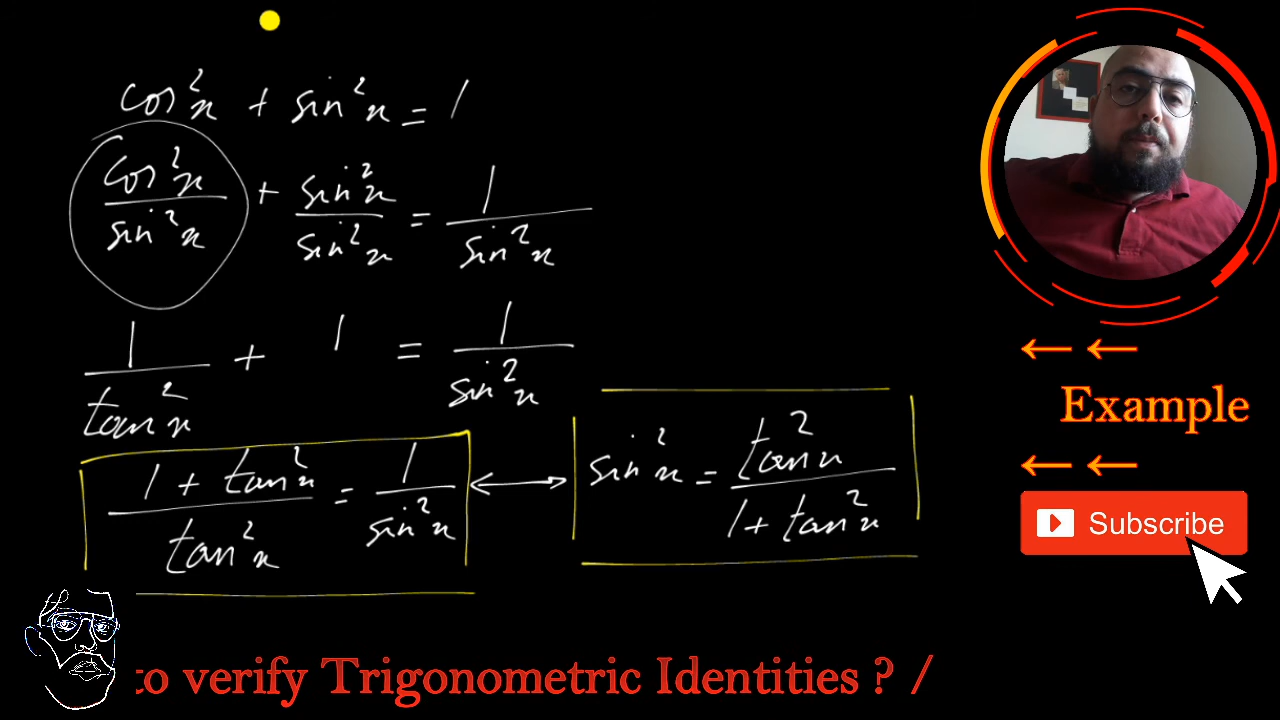 cos²x + sin²x = 1
cos²x/sin²x + sin²x/sin²x = 1/sin²x
1/tan²x + 1 = 1/sin²x
(1 + tan²x)/tan²x = 1/sin²x ↔ sin²x = tan²x/(1 + tan²x)
← ←
Example
← ←
Subscribe
to verify Trigonometric Identities ? /